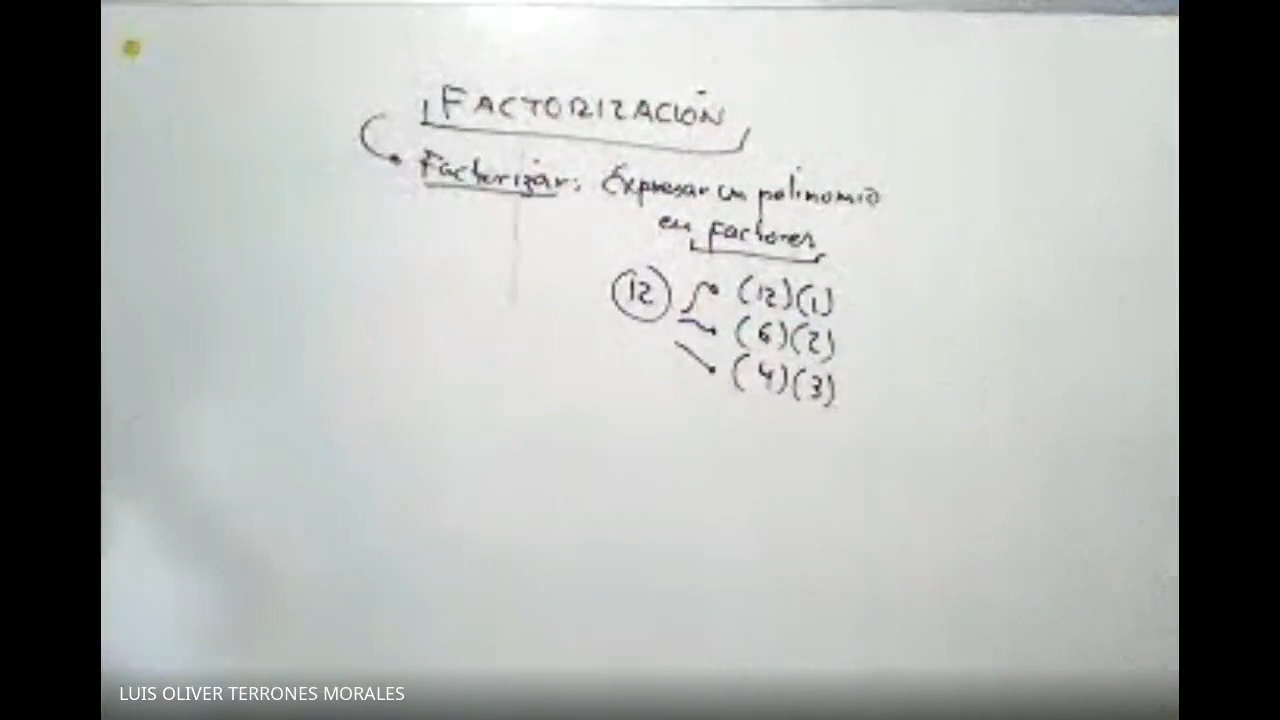 FACTORIZACIÓN
Factorizar: Expresar un polinomio
en factores
12 (12)(1)
(6)(2)
(4)(3)
LUIS OLIVER TERRONES MORALES